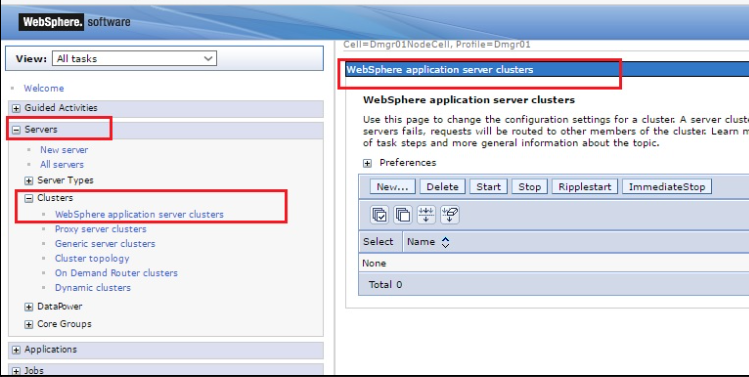 WebSphere. software
View: All tasks
Welcome
Guided Activities
Servers
New server
All servers
Server Types
Clusters
WebSphere application server clusters
Proxy server clusters
Generic server clusters
Cluster topology
On Demand Router clusters
Dynamic clusters
DataPower
Core Groups
Applications
Jobs
Cell=Dmgr01NodeCell, Profile=Dmgr01
WebSphere application server clusters
WebSphere application server clusters
Use this page to change the configuration settings for a cluster. A server cluste
servers fails, requests will be routed to other members of the cluster. Learn m
of task steps and more general information about the topic.
Preferences
New... Delete Start Stop Ripplestart ImmediateStop
Select Name
None
Total 0